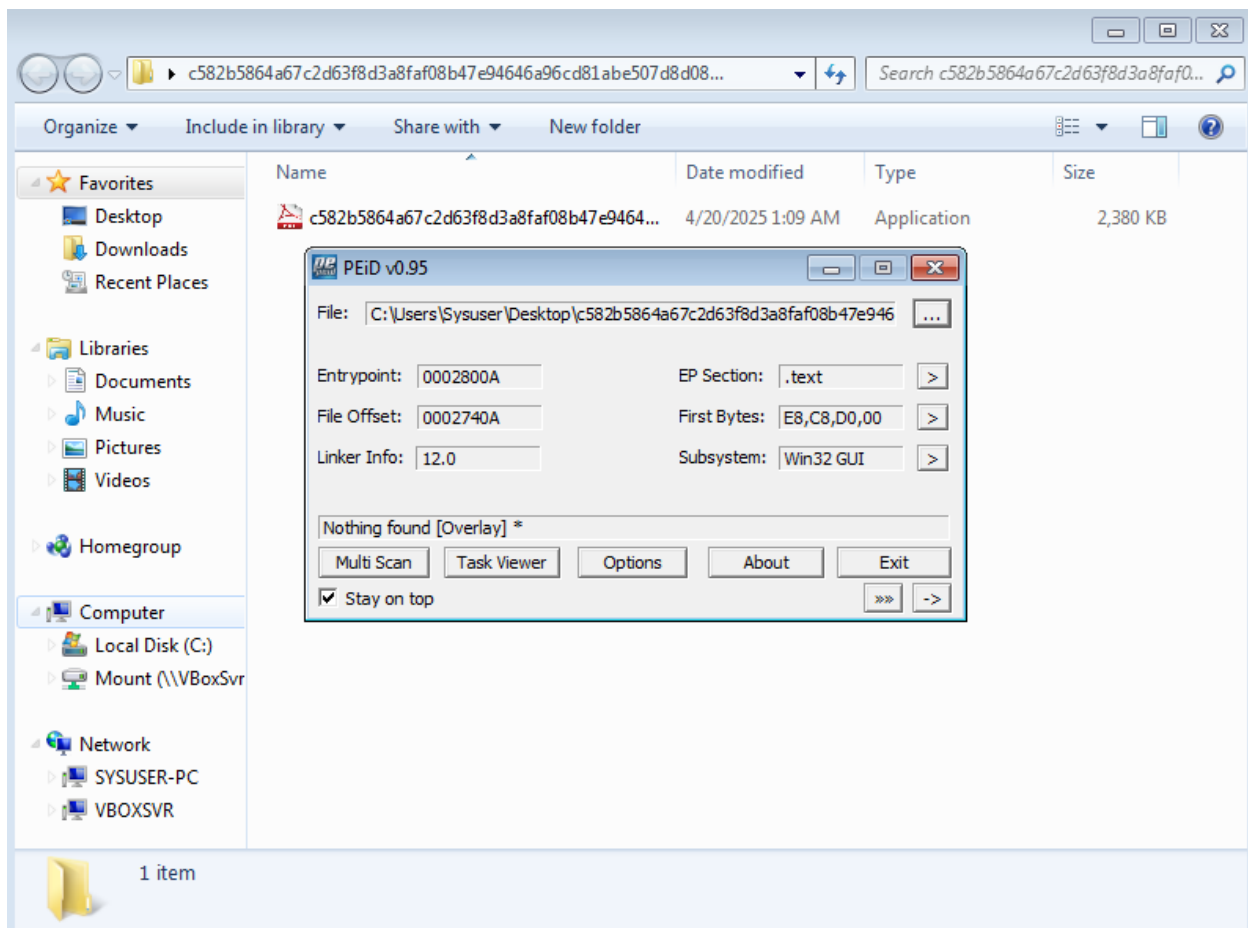 c582b5864a67c2d63f8d3a8faf08b47e94646a96cd81abe507d8d08...
Search c582b5864a67c2d63f8d3a8faf0...
Organize Include in library Share with New folder
Name Date modified Type Size
Favorites
c582b5864a67c2d63f8d3a8faf08b47e9464... 4/20/2025 1:09 AM Application 2,380 KB
Desktop
Downloads
Recent Places
Libraries
Documents
Music
Pictures
Videos
Homegroup
Computer
Local Disk (C:)
Mount (\\VBoxSvr
Network
SYSUSER-PC
VBOXSVR
PEiD v0.95
File: C:\Users\Sysuser\Desktop\c582b5864a67c2d63f8d3a8faf08b47e946 ...
Entrypoint: 0002800A EP Section: .text >
File Offset: 0002740A First Bytes: E8,C8,D0,00 >
Linker Info: 12.0 Subsystem: Win32 GUI >
Nothing found [Overlay] *
Multi Scan Task Viewer Options About Exit
Stay on top »» ->
1 item